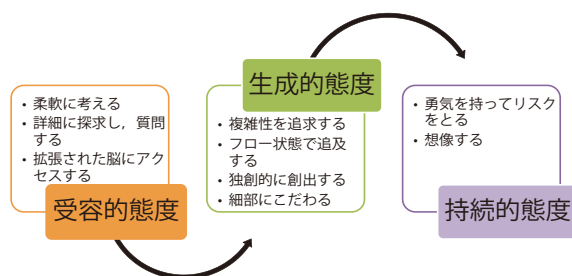 ・柔軟に考える
・詳細に探求し，質問
する
・拡張された脳にアク
セスする
受容的態度
生成的態度
・複雑性を追求する
・フロー状態で追及
する
・独創的に創出する
・細部にこだわる
・勇気を持ってリスク
をとる
・想像する
持続的態度